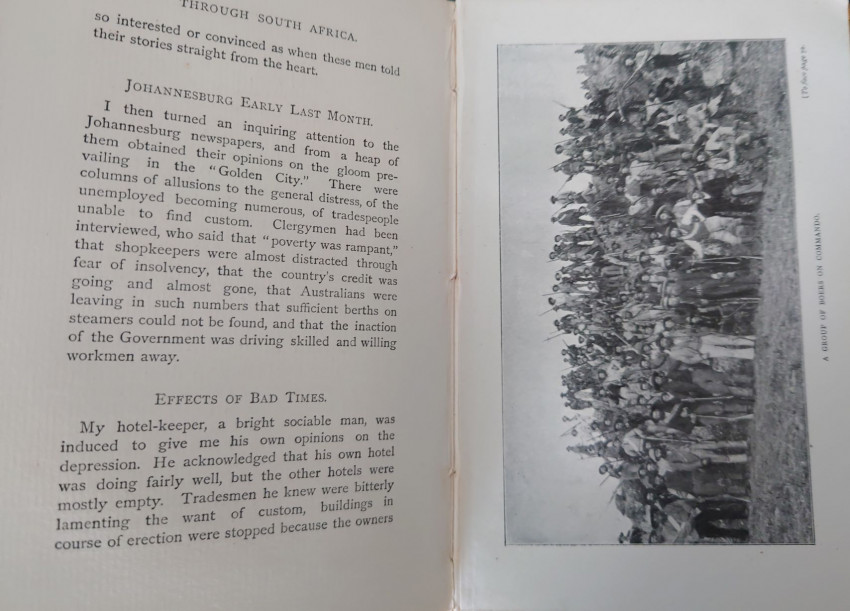 THROUGH SOUTH AFRICA.
so interested or convinced as when these men told
their stories straight from the heart.
JOHANNESBURG EARLY LAST MONTH.
I then turned an inquiring attention to the
Johannesburg newspapers, and from a heap of
them obtained their opinions on the gloom pre-
vailing in the "Golden City." There were
columns of allusions to the general distress, of the
unemployed becoming numerous, of tradespeople
unable to find custom. Clergymen had been
interviewed, who said that "poverty was rampant,"
that shopkeepers were almost distracted through
fear of insolvency, that the country's credit was
going and almost gone, that Australians were
leaving in such numbers that sufficient berths on
steamers could not be found, and that the inaction
of the Government was driving skilled and willing
workmen away.
EFFECTS OF BAD TIMES.
My hotel-keeper, a bright sociable man, was
induced to give me his own opinions on the
depression. He acknowledged that his own hotel
was doing fairly well, but the other hotels were
mostly empty. Tradesmen he knew were bitterly
lamenting the want of custom, buildings in
course of erection were stopped because the owners
A GROUP OF BOERS ON COMMANDO.
[To face page